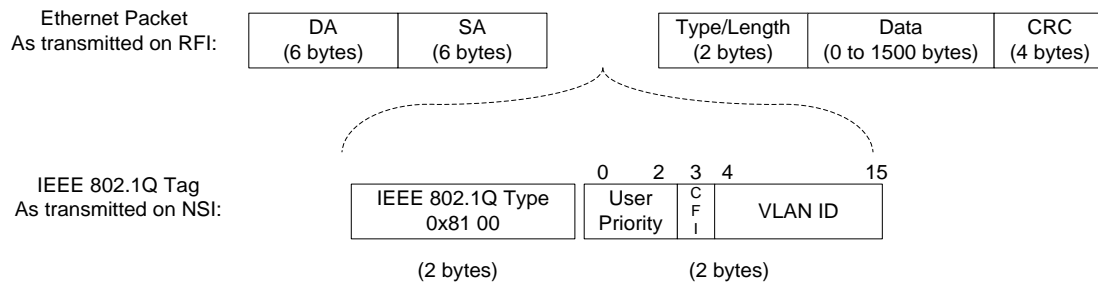 Ethernet Packet
As transmitted on RFI:
DA
(6 bytes)
SA
(6 bytes)
Type/Length
(2 bytes)
Data
(0 to 1500 bytes)
CRC
(4 bytes)
IEEE 802.1Q Tag
As transmitted on NSI:
0 2 3 4 15
IEEE 802.1Q Type
0x81 00
User
Priority
C
F
I
VLAN ID
(2 bytes)
(2 bytes)